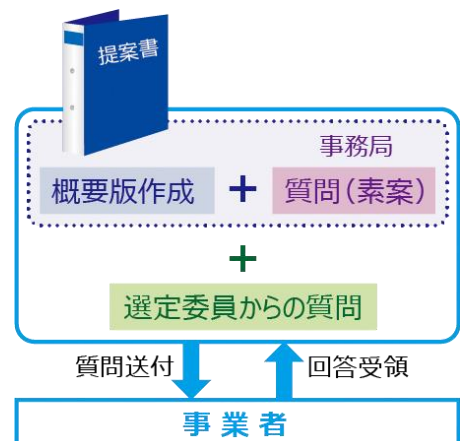 提案書
事務局
概要版作成 + 質問(素案)
+
選定委員からの質問
質問送付 回答受領
事業者